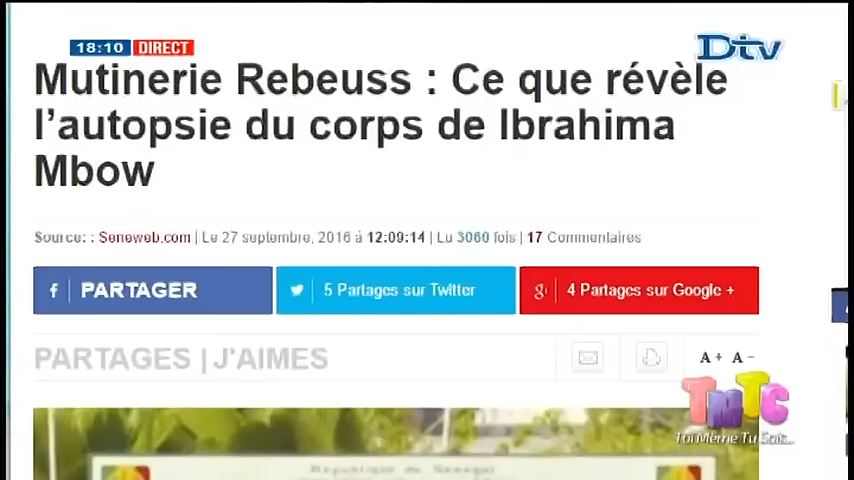 18:10 DIRECT
Dtv
Mutinerie Rebeuss : Ce que révèle
l'autopsie du corps de Ibrahima
Mbow
Source: : Seneweb.com | Le 27 septembre, 2016 à 12:09:14 | Lu 3060 fois | 17 Commentaires
f PARTAGER
5 Partages sur Twitter
g+ 4 Partages sur Google +
PARTAGES | J'AIMES
A + A -
TMTC
Toi Même Tu Sais...
République du Sénégal